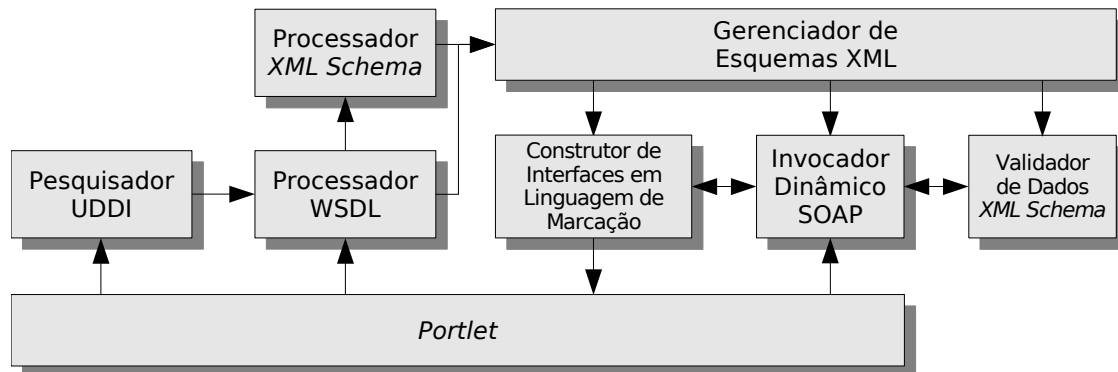 Processador
XML Schema
Gerenciador de
Esquemas XML
Pesquisador
UDDI
Processador
WSDL
Construtor de
Interfaces em
Linguagem de
Marcação
Invocador
Dinâmico
SOAP
Validador
de Dados
XML Schema
Portlet